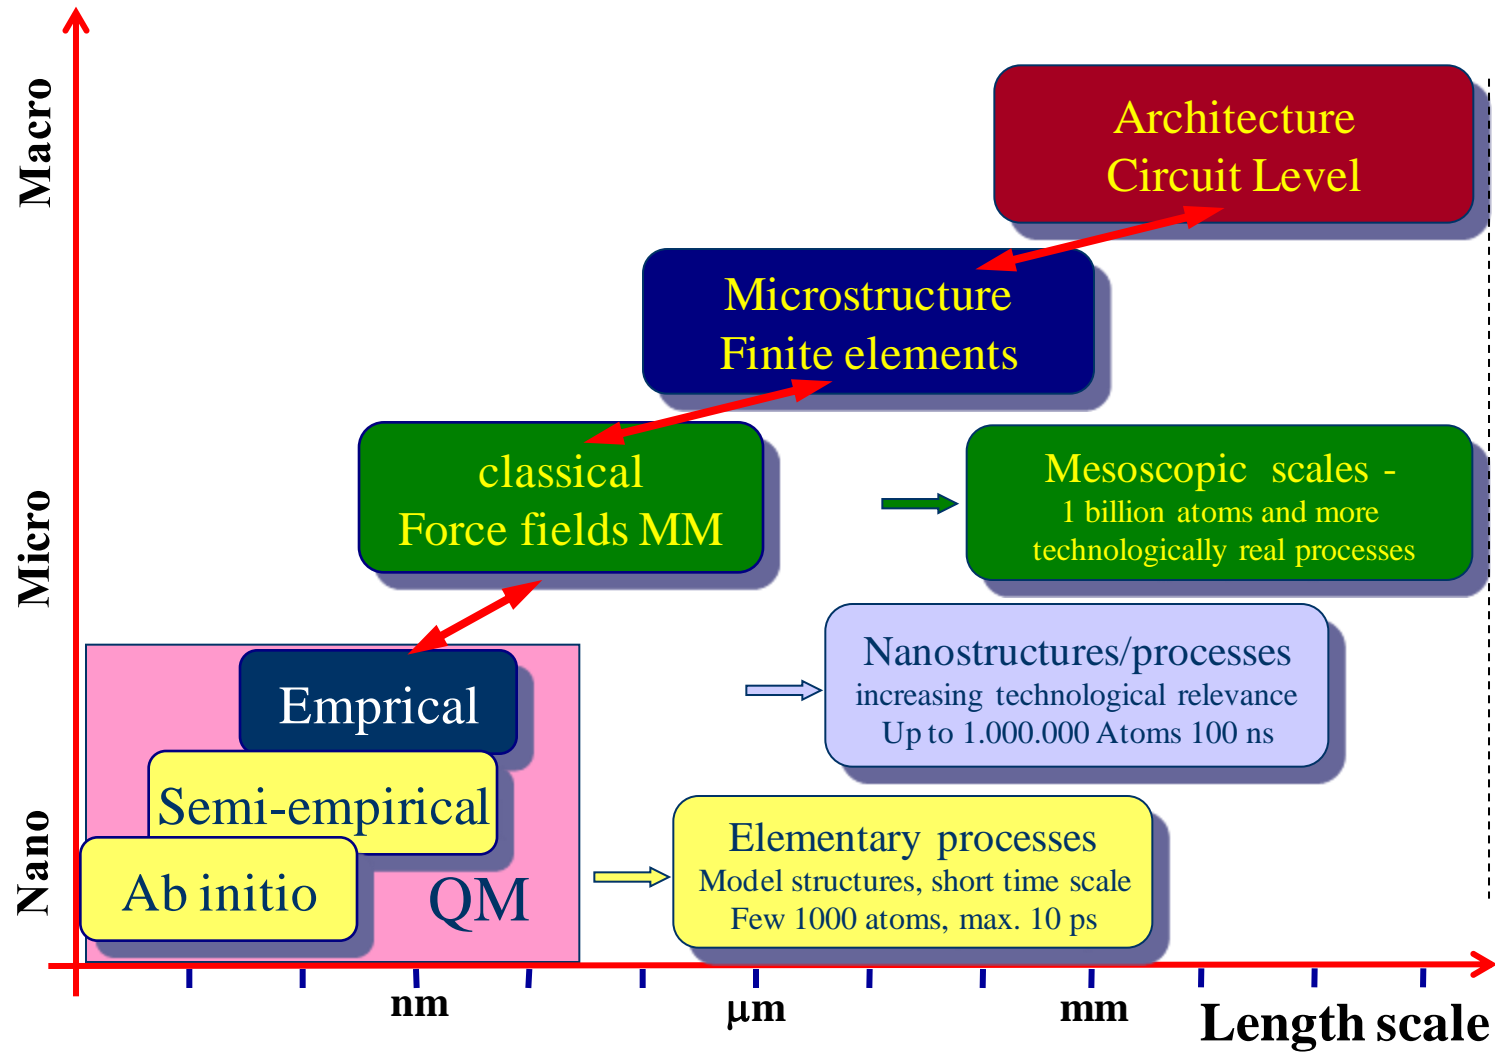 Macro
Architecture
Circuit Level
Microstructure
Finite elements
Micro
classical
Force fields MM
Mesoscopic scales -
1 billion atoms and more
technologically real processes
Nanostructures/processes
increasing technological relevance
Up to 1.000.000 Atoms 100 ns
Nano
Emprical
Semi-empirical
Ab initio
QM
Elementary processes
Model structures, short time scale
Few 1000 atoms, max. 10 ps
nm
μm
mm
Length scale